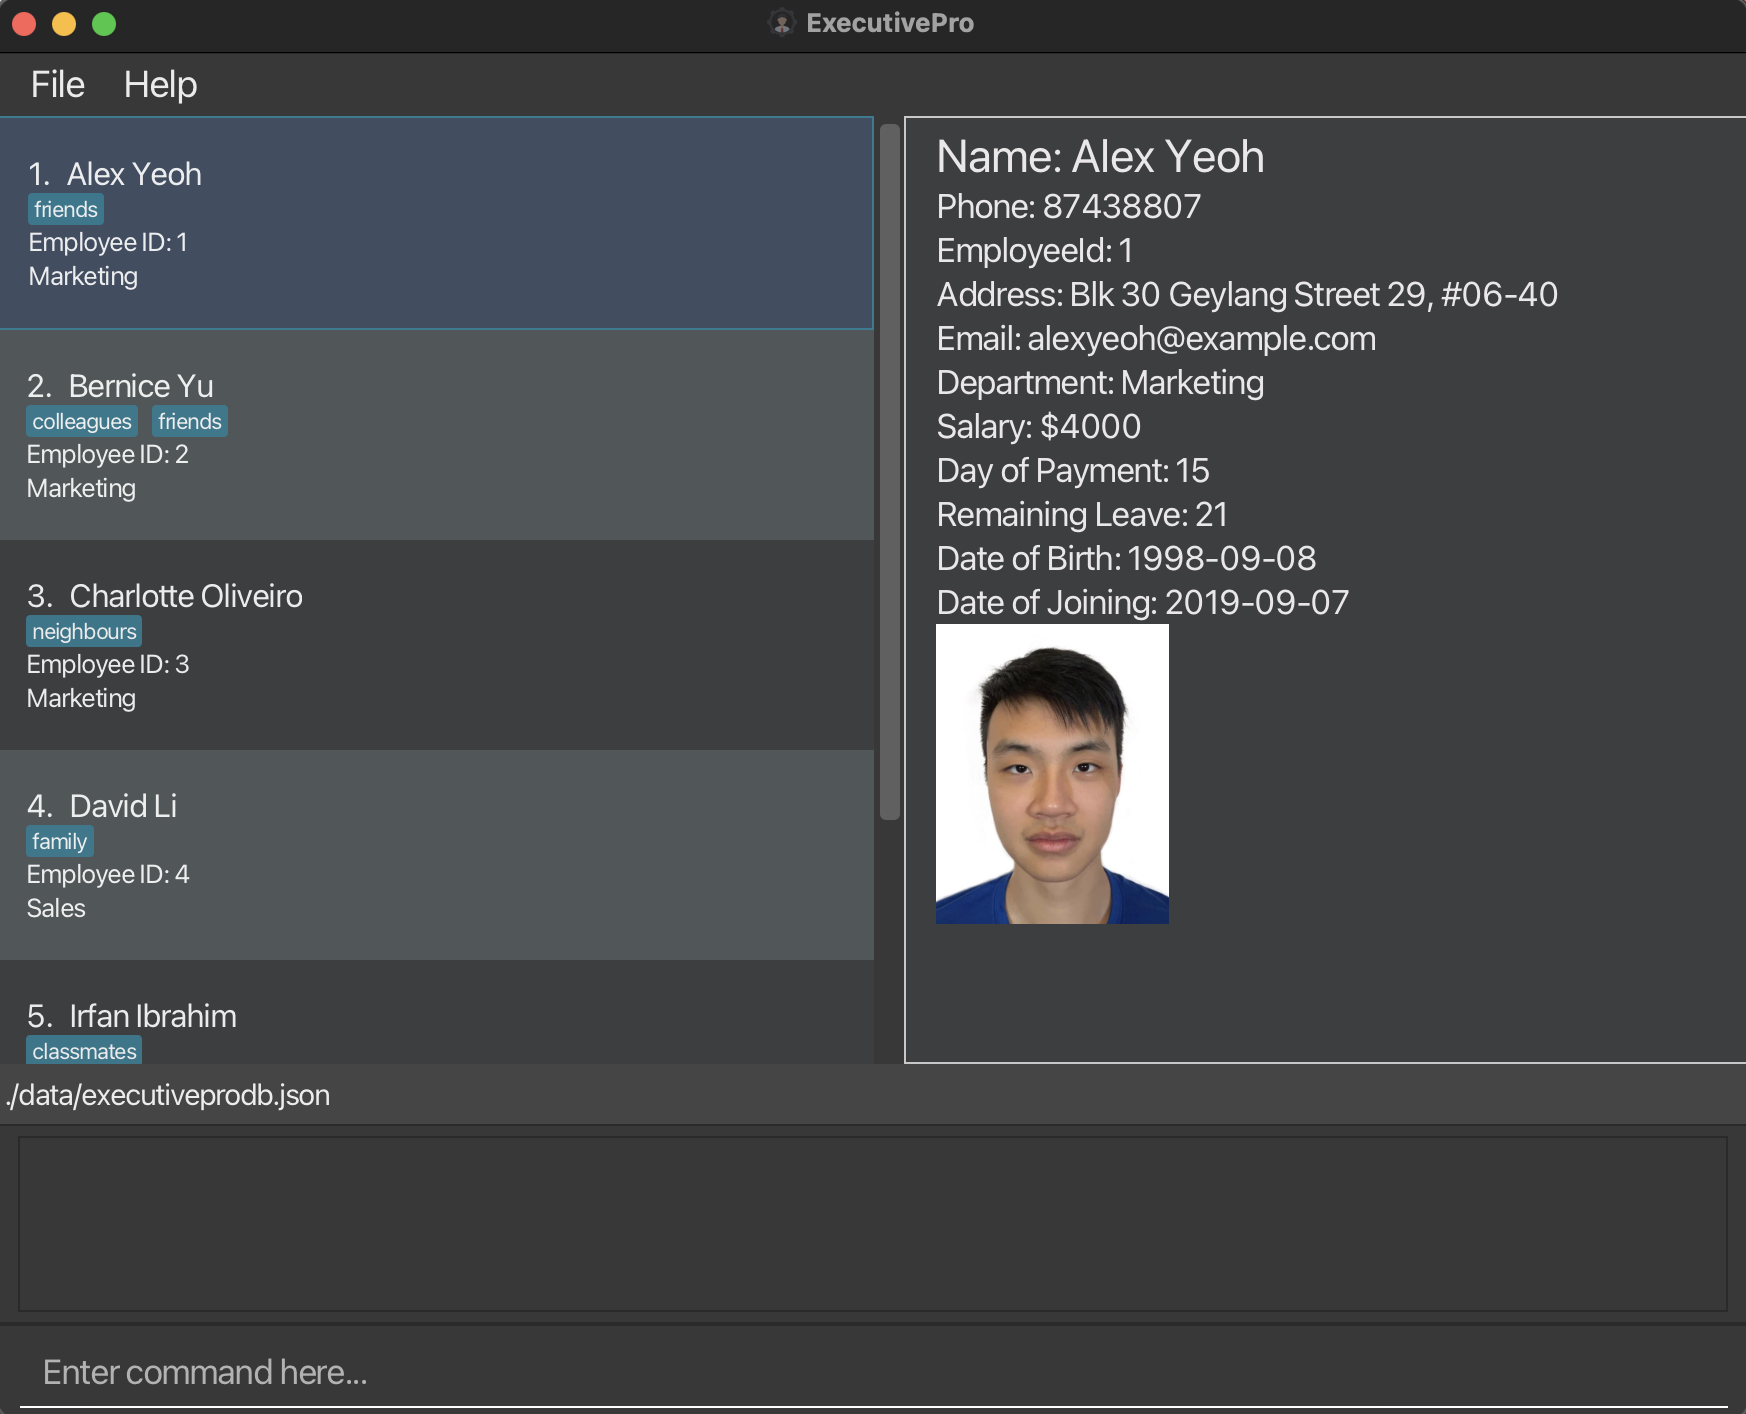 ExecutivePro
File Help
1. Alex Yeoh
friends
Employee ID: 1
Marketing
2. Bernice Yu
colleagues friends
Employee ID: 2
Marketing
3. Charlotte Oliveiro
neighbours
Employee ID: 3
Marketing
4. David Li
family
Employee ID: 4
Sales
5. Irfan Ibrahim
classmates
Name: Alex Yeoh
Phone: 87438807
EmployeeId: 1
Address: Blk 30 Geylang Street 29, #06-40
Email: alexyeoh@example.com
Department: Marketing
Salary: $4000
Day of Payment: 15
Remaining Leave: 21
Date of Birth: 1998-09-08
Date of Joining: 2019-09-07
./data/executiveprodb.json
Enter command here...